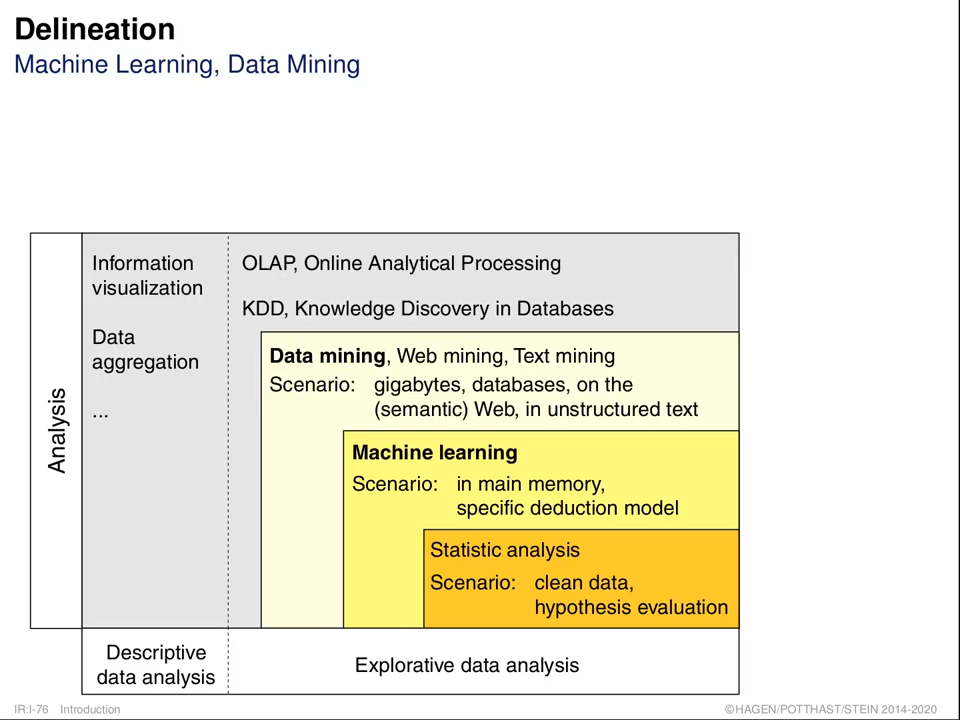 Delineation
Machine Learning, Data Mining
Analysis
Information
visualization
Data
aggregation
...
OLAP, Online Analytical Processing
KDD, Knowledge Discovery in Databases
Data mining, Web mining, Text mining
Scenario: gigabytes, databases, on the
(semantic) Web, in unstructured text
Machine learning
Scenario: in main memory,
specific deduction model
Statistic analysis
Scenario: clean data,
hypothesis evaluation
Descriptive
data analysis
Explorative data analysis
IR:I-76 Introduction
©HAGEN/POTTHAST/STEIN 2014-2020